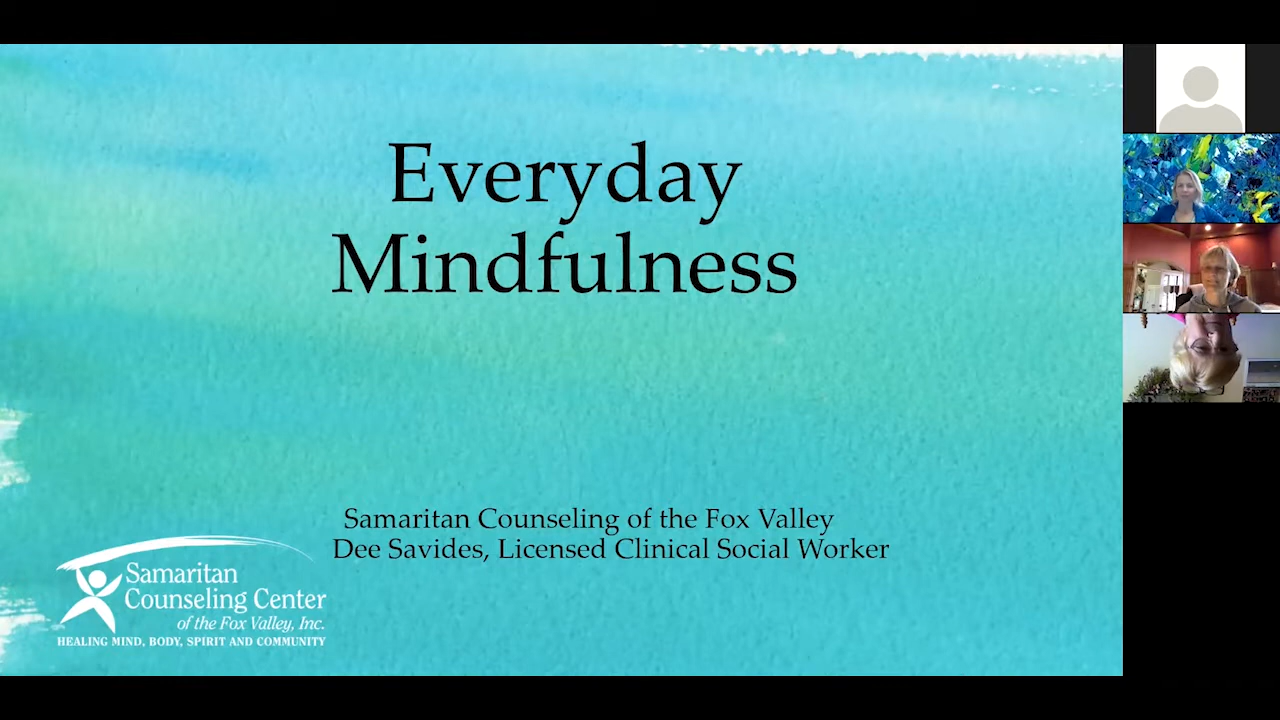 Everyday
Mindfulness
Samaritan Counseling of the Fox Valley
Dee Savides, Licensed Clinical Social Worker
Samaritan
Counseling Center
of the Fox Valley, Inc.
HEALING MIND, BODY, SPIRIT AND COMMUNITY